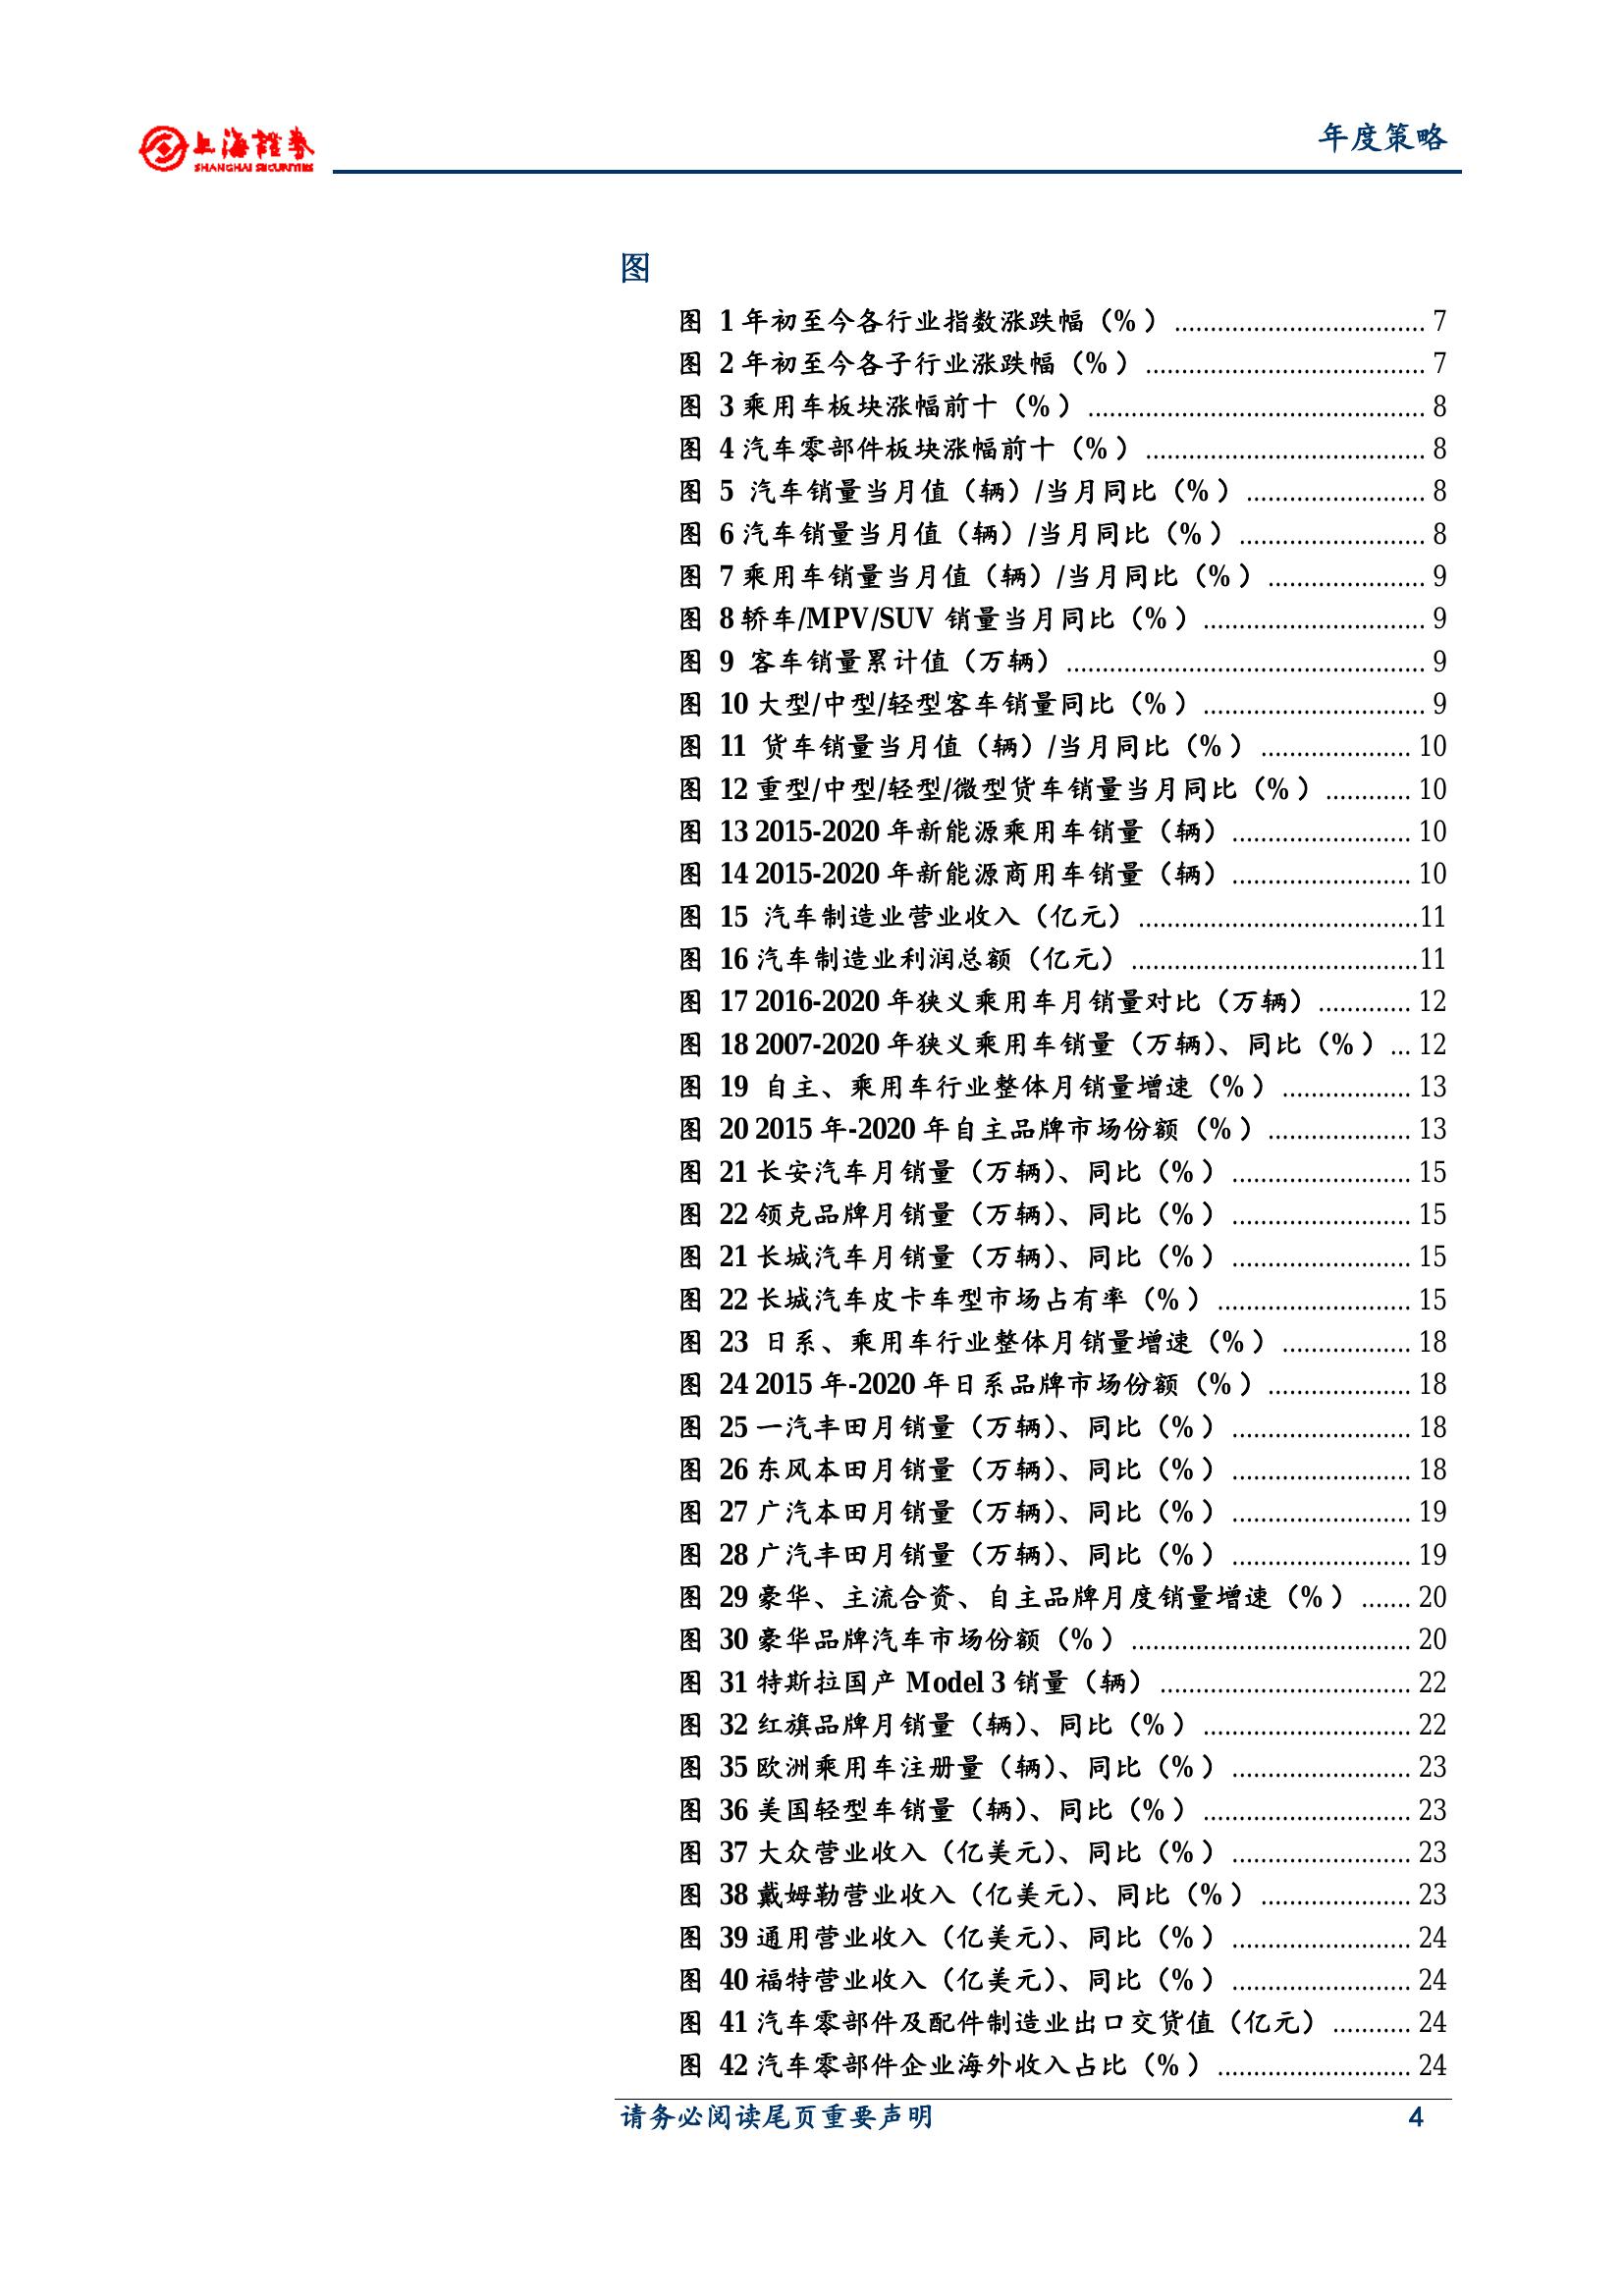 上海證券
SHANGHAI SECURITIES
年度策略
图
图 1 年初至今各行业指数涨跌幅（%）................................... 7
图 2 年初至今各子行业涨跌幅（%）....................................... 7
图 3 乘用车板块涨幅前十（%）............................................... 8
图 4 汽车零部件板块涨幅前十（%）....................................... 8
图 5 汽车销量当月值（辆）/当月同比（%）......................... 8
图 6 汽车销量当月值（辆）/当月同比（%）.......................... 8
图 7 乘用车销量当月值（辆）/当月同比（%）...................... 9
图 8 轿车/MPV/SUV 销量当月同比（%）............................... 9
图 9 客车销量累计值（万辆）.................................................. 9
图 10 大型/中型/轻型客车销量同比（%）............................... 9
图 11 货车销量当月值（辆）/当月同比（%）..................... 10
图 12 重型/中型/轻型/微型货车销量当月同比（%）............ 10
图 13 2015-2020 年新能源乘用车销量（辆）......................... 10
图 14 2015-2020 年新能源商用车销量（辆）......................... 10
图 15 汽车制造业营业收入（亿元）.......................................11
图 16 汽车制造业利润总额（亿元）........................................11
图 17 2016-2020 年狭义乘用车月销量对比（万辆）............. 12
图 18 2007-2020 年狭义乘用车销量（万辆）、同比（%）... 12
图 19 自主、乘用车行业整体月销量增速（%）.................. 13
图 20 2015 年-2020 年自主品牌市场份额（%）.................... 13
图 21 长安汽车月销量（万辆）、同比（%）......................... 15
图 22 领克品牌月销量（万辆）、同比（%）......................... 15
图 21 长城汽车月销量（万辆）、同比（%）......................... 15
图 22 长城汽车皮卡车型市场占有率（%）........................... 15
图 23 日系、乘用车行业整体月销量增速（%）.................. 18
图 24 2015 年-2020 年日系品牌市场份额（%）.................... 18
图 25 一汽丰田月销量（万辆）、同比（%）......................... 18
图 26 东风本田月销量（万辆）、同比（%）......................... 18
图 27 广汽本田月销量（万辆）、同比（%）......................... 19
图 28 广汽丰田月销量（万辆）、同比（%）......................... 19
图 29 豪华、主流合资、自主品牌月度销量增速（%）....... 20
图 30 豪华品牌汽车市场份额（%）....................................... 20
图 31 特斯拉国产 Model 3 销量（辆）................................... 22
图 32 红旗品牌月销量（辆）、同比（%）............................. 22
图 35 欧洲乘用车注册量（辆）、同比（%）......................... 23
图 36 美国轻型车销量（辆）、同比（%）............................. 23
图 37 大众营业收入（亿美元）、同比（%）......................... 23
图 38 戴姆勒营业收入（亿美元）、同比（%）..................... 23
图 39 通用营业收入（亿美元）、同比（%）......................... 24
图 40 福特营业收入（亿美元）、同比（%）......................... 24
图 41 汽车零部件及配件制造业出口交货值（亿元）........... 24
图 42 汽车零部件企业海外收入占比（%）........................... 24
请务必阅读尾页重要声明 4